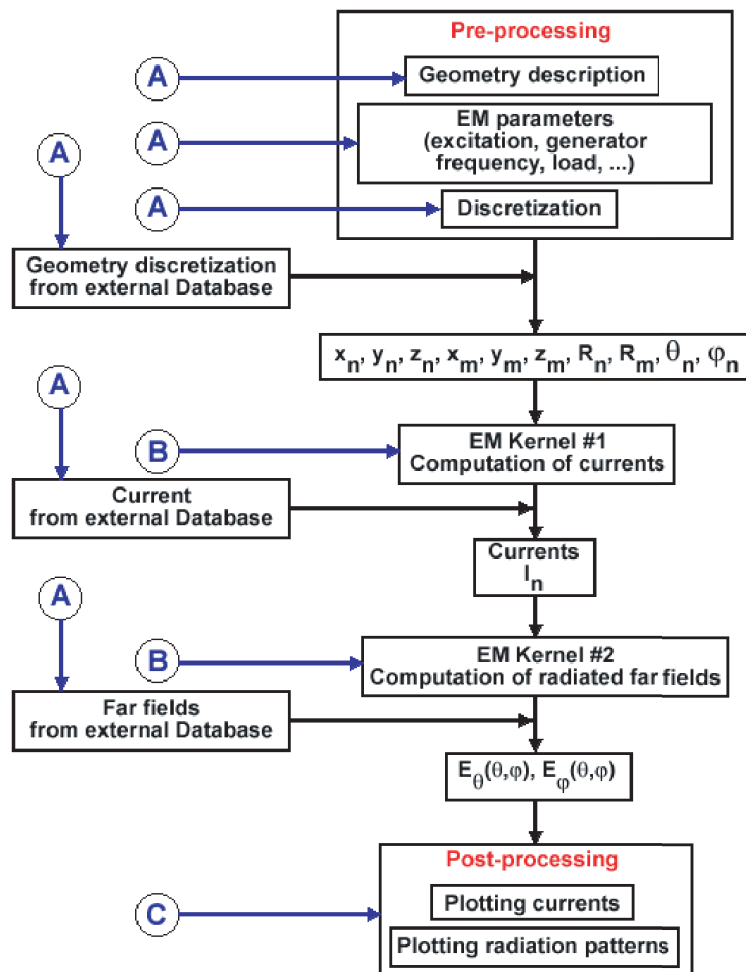 Pre-processing
A
Geometry description
A
A
EM parameters
(excitation, generator
frequency, load, ...)
A
Discretization
Geometry discretization
from external Database
xn, yn, zn, xm, ym, zm, Rn, Rm, θn, φn
A
B
EM Kernel #1
Computation of currents
Current
from external Database
Currents
In
A
B
EM Kernel #2
Computation of radiated far fields
Far fields
from external Database
Eθ(θ,φ), Eφ(θ,φ)
Post-processing
C
Plotting currents
Plotting radiation patterns